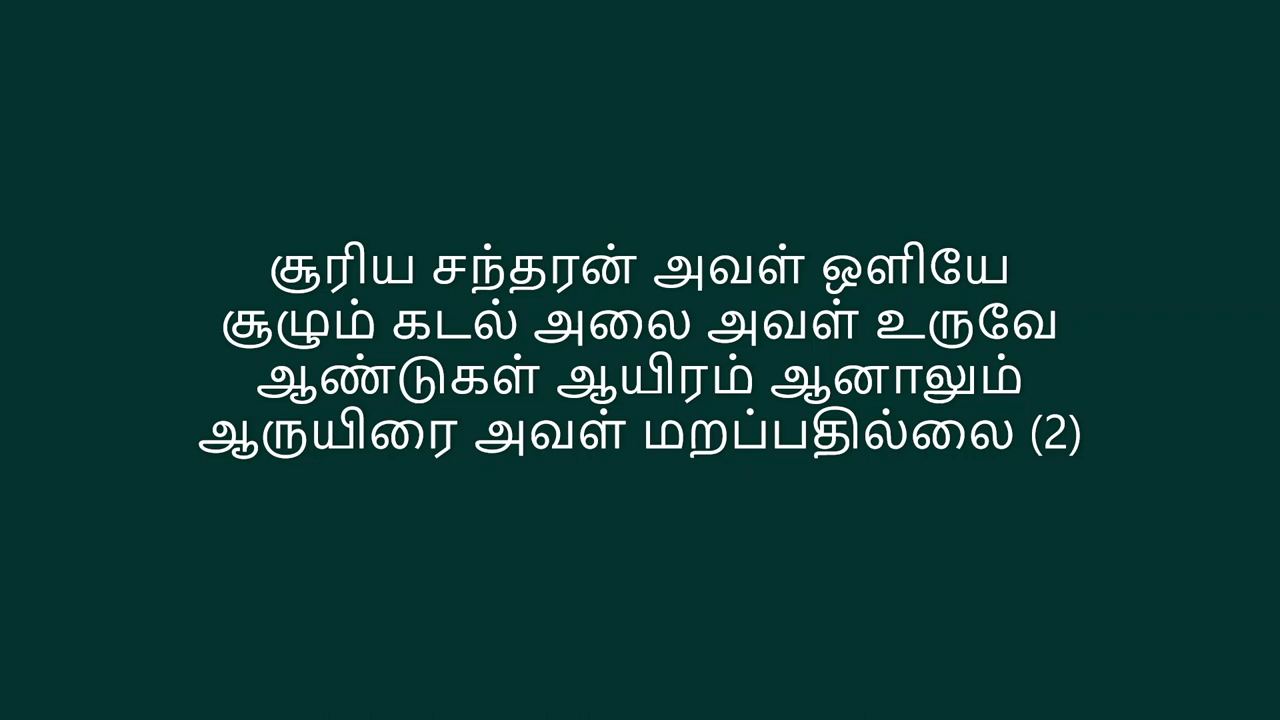 சூரிய சந்தரன் அவள் ஒளியே
சூழும் கடல் அலை அவள் உருவே
ஆண்டுகள் ஆயிரம் ஆனாலும்
ஆருயிரை அவள் மறப்பதில்லை (2)